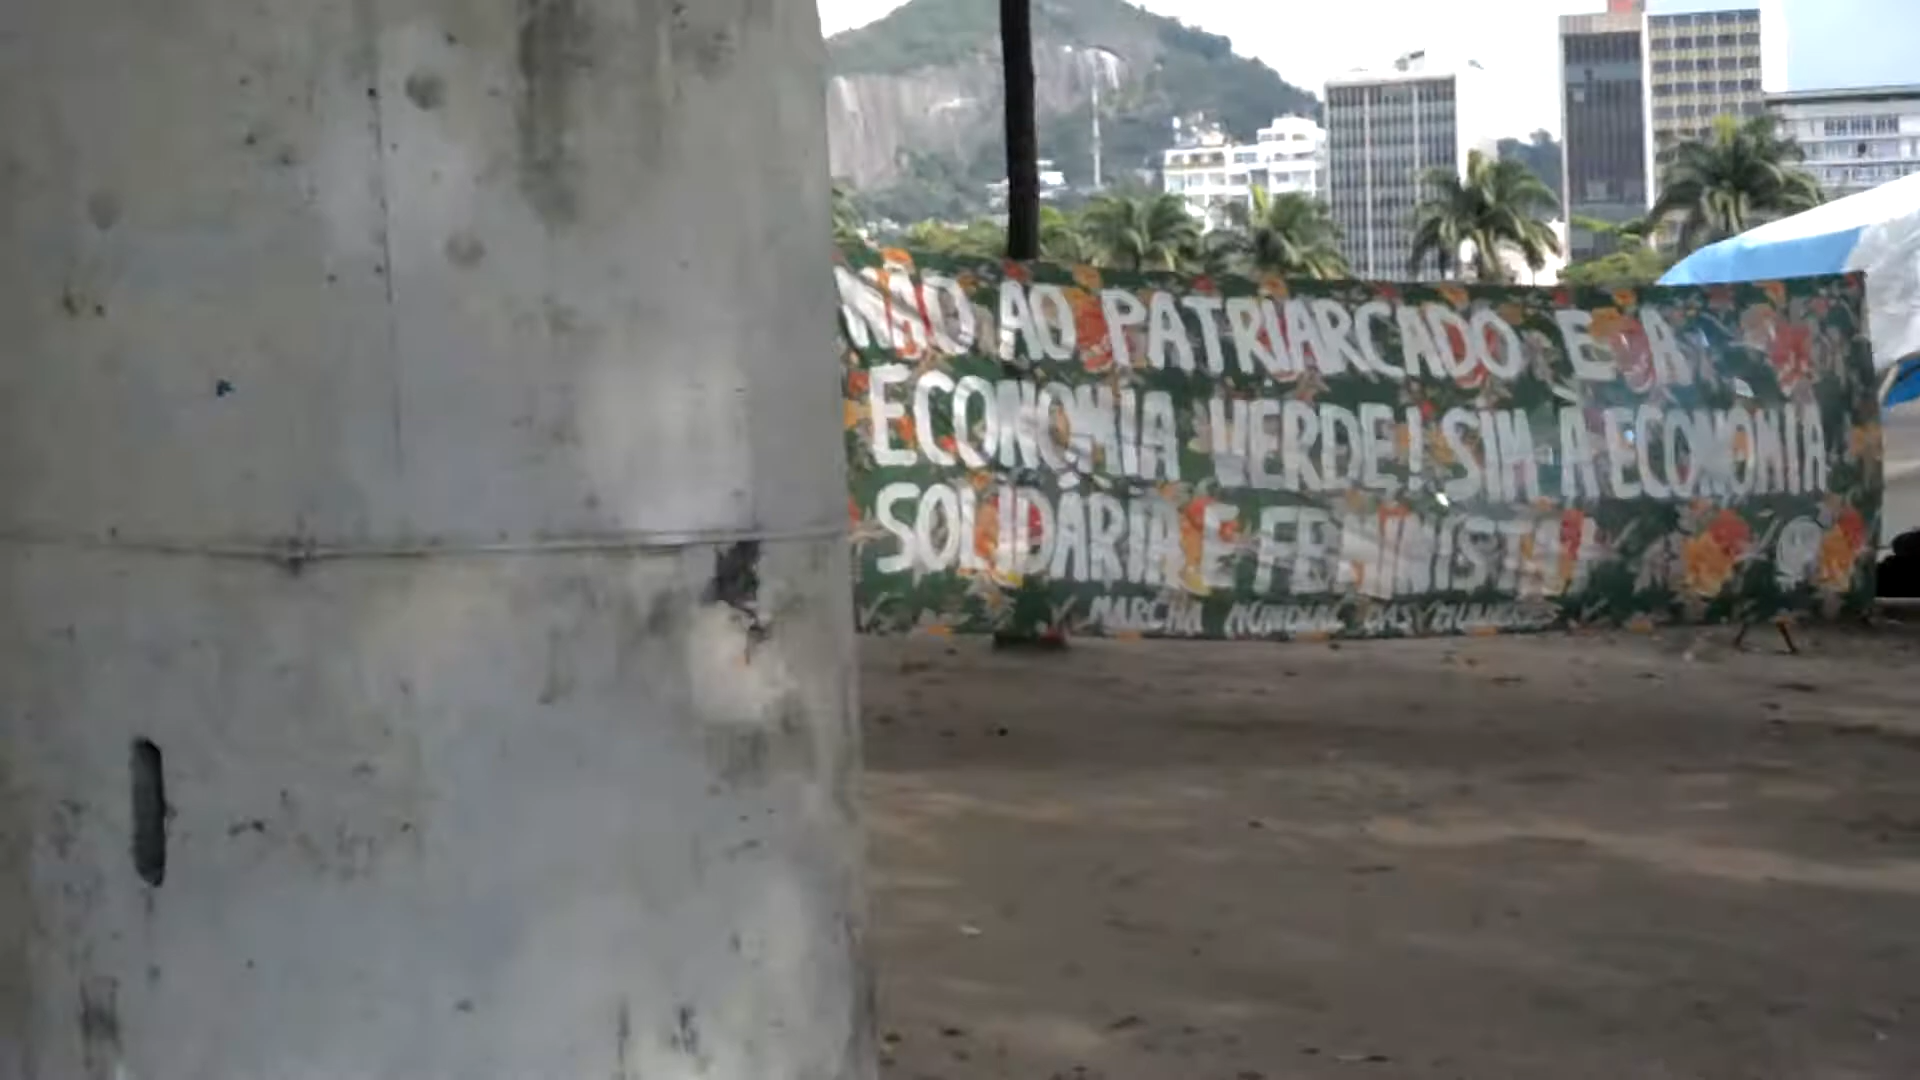 NÃO AO PATRIARCADO E A
ECONOMIA VERDE! SIM À ECONOMIA
SOLIDÁRIA E FEMINISTA!
MARCHA MUNDIAL DAS MULHERES